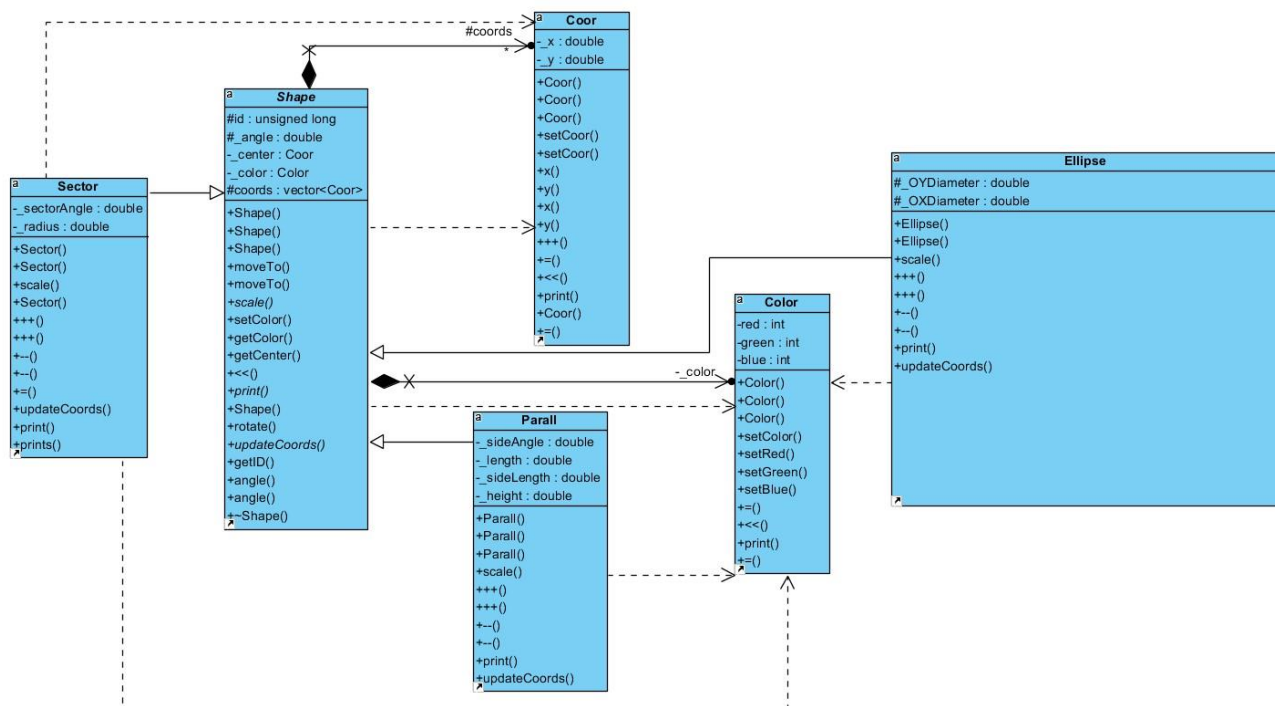 a
Coor
-_x : double
-_y : double
+Coor()
+Coor()
+Coor()
+setCoor()
+setCoor()
+x()
+y()
+x()
+y()
+++()
+=()
+<<()
+print()
+Coor()
+=()
#coords
*
a
Shape
#id : unsigned long
#_angle : double
-_center : Coor
-_color : Color
#coords : vector<Coor>
+Shape()
+Shape()
+Shape()
+moveTo()
+moveTo()
+scale()
+setColor()
+getColor()
+getCenter()
+<<()
+print()
+Shape()
+rotate()
+updateCoords()
+getID()
+angle()
+angle()
+~Shape()
a
Sector
-_sectorAngle : double
-_radius : double
+Sector()
+Sector()
+scale()
+Sector()
+++()
+++()
+--()
+--()
+=()
+updateCoords()
+print()
+prints()
a
Ellipse
#_OYDiameter : double
#_OXDiameter : double
+Ellipse()
+Ellipse()
+scale()
+++()
+++()
+--()
+--()
+print()
+updateCoords()
-_color
a
Color
-red : int
-green : int
-blue : int
+Color()
+Color()
+Color()
+setColor()
+setRed()
+setGreen()
+setBlue()
+=()
+<<()
+print()
+=()
a
Parall
-_sideAngle : double
-_length : double
-_sideLength : double
-_height : double
+Parall()
+Parall()
+Parall()
+scale()
+++()
+++()
+--()
+--()
+print()
+updateCoords()